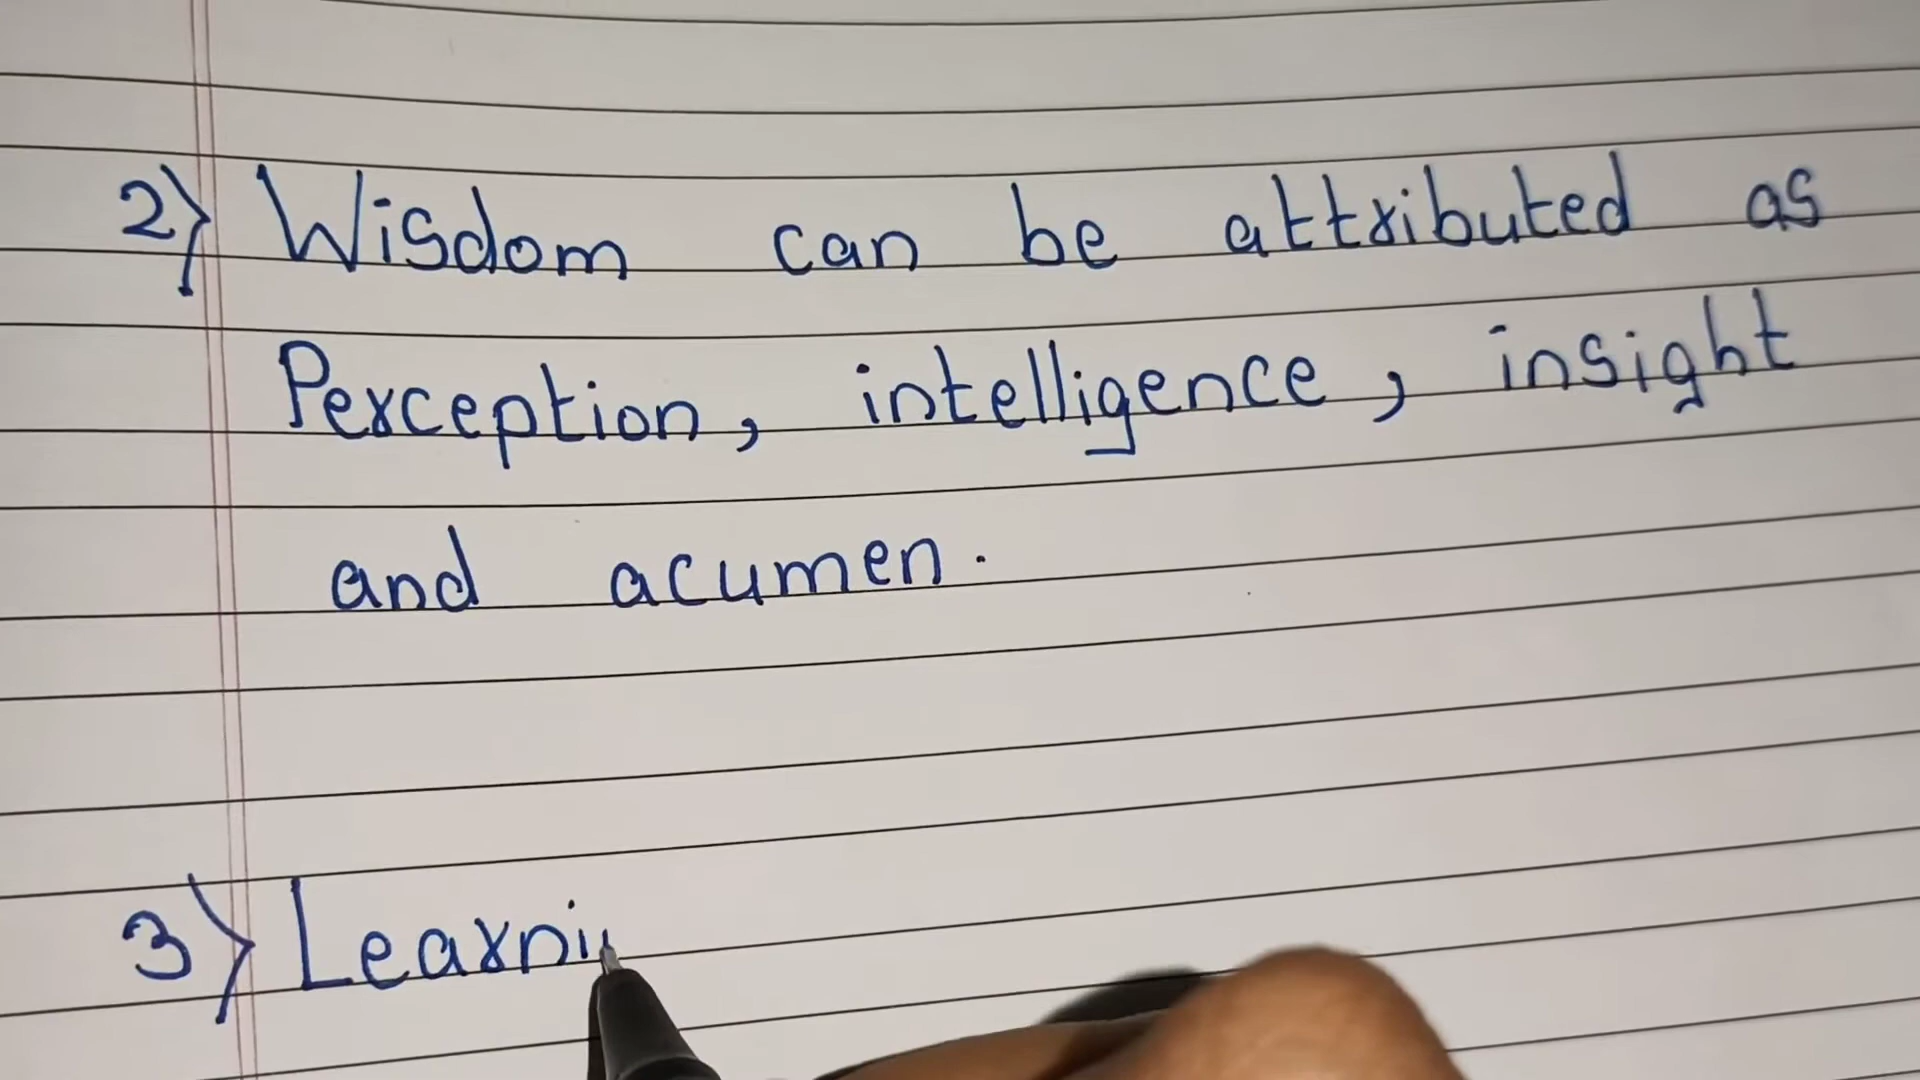 2) Wisdom can be attributed as
Perception, intelligence, insight
and acumen.
3) Learni